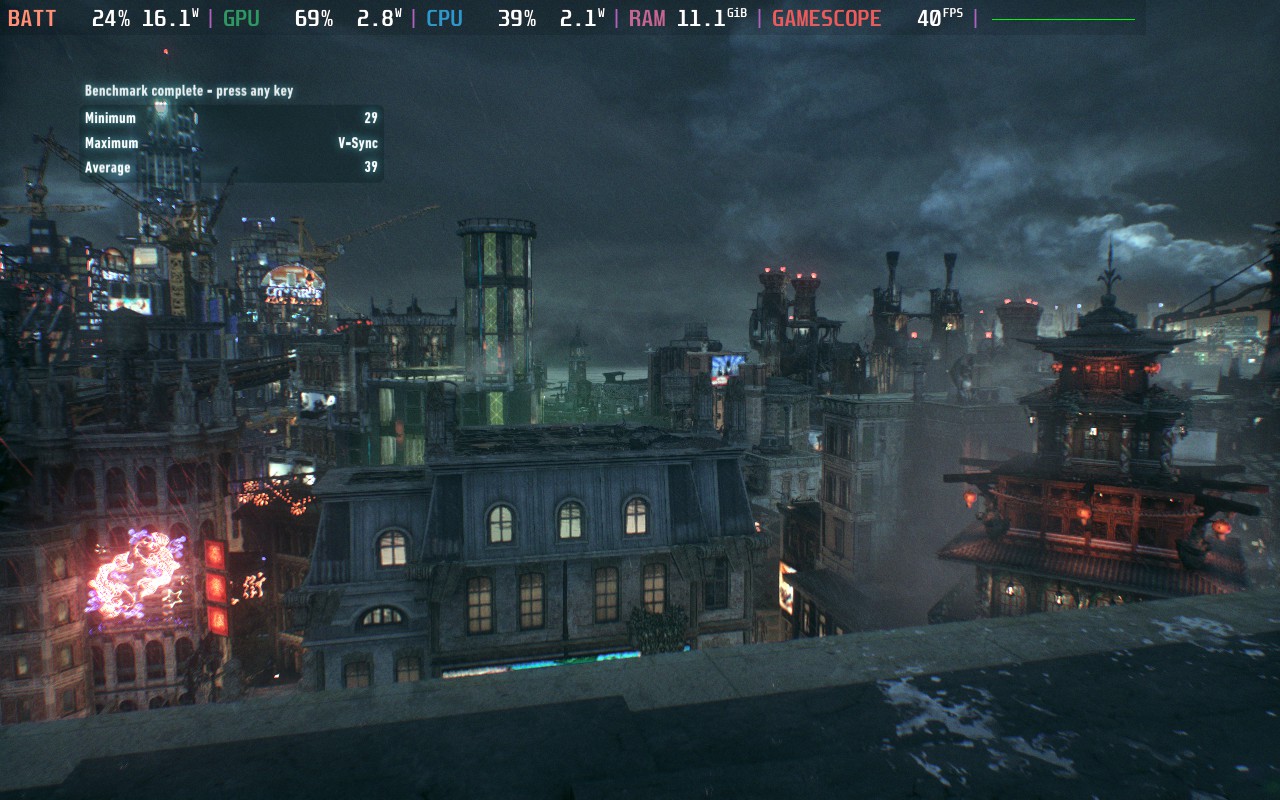 BATT 24% 16.1W | GPU 69% 2.8W | CPU 39% 2.1W | RAM 11.1GiB | GAMESCOPE 40FPS |
Benchmark complete - press any key
Minimum 29
Maximum V-Sync
Average 39